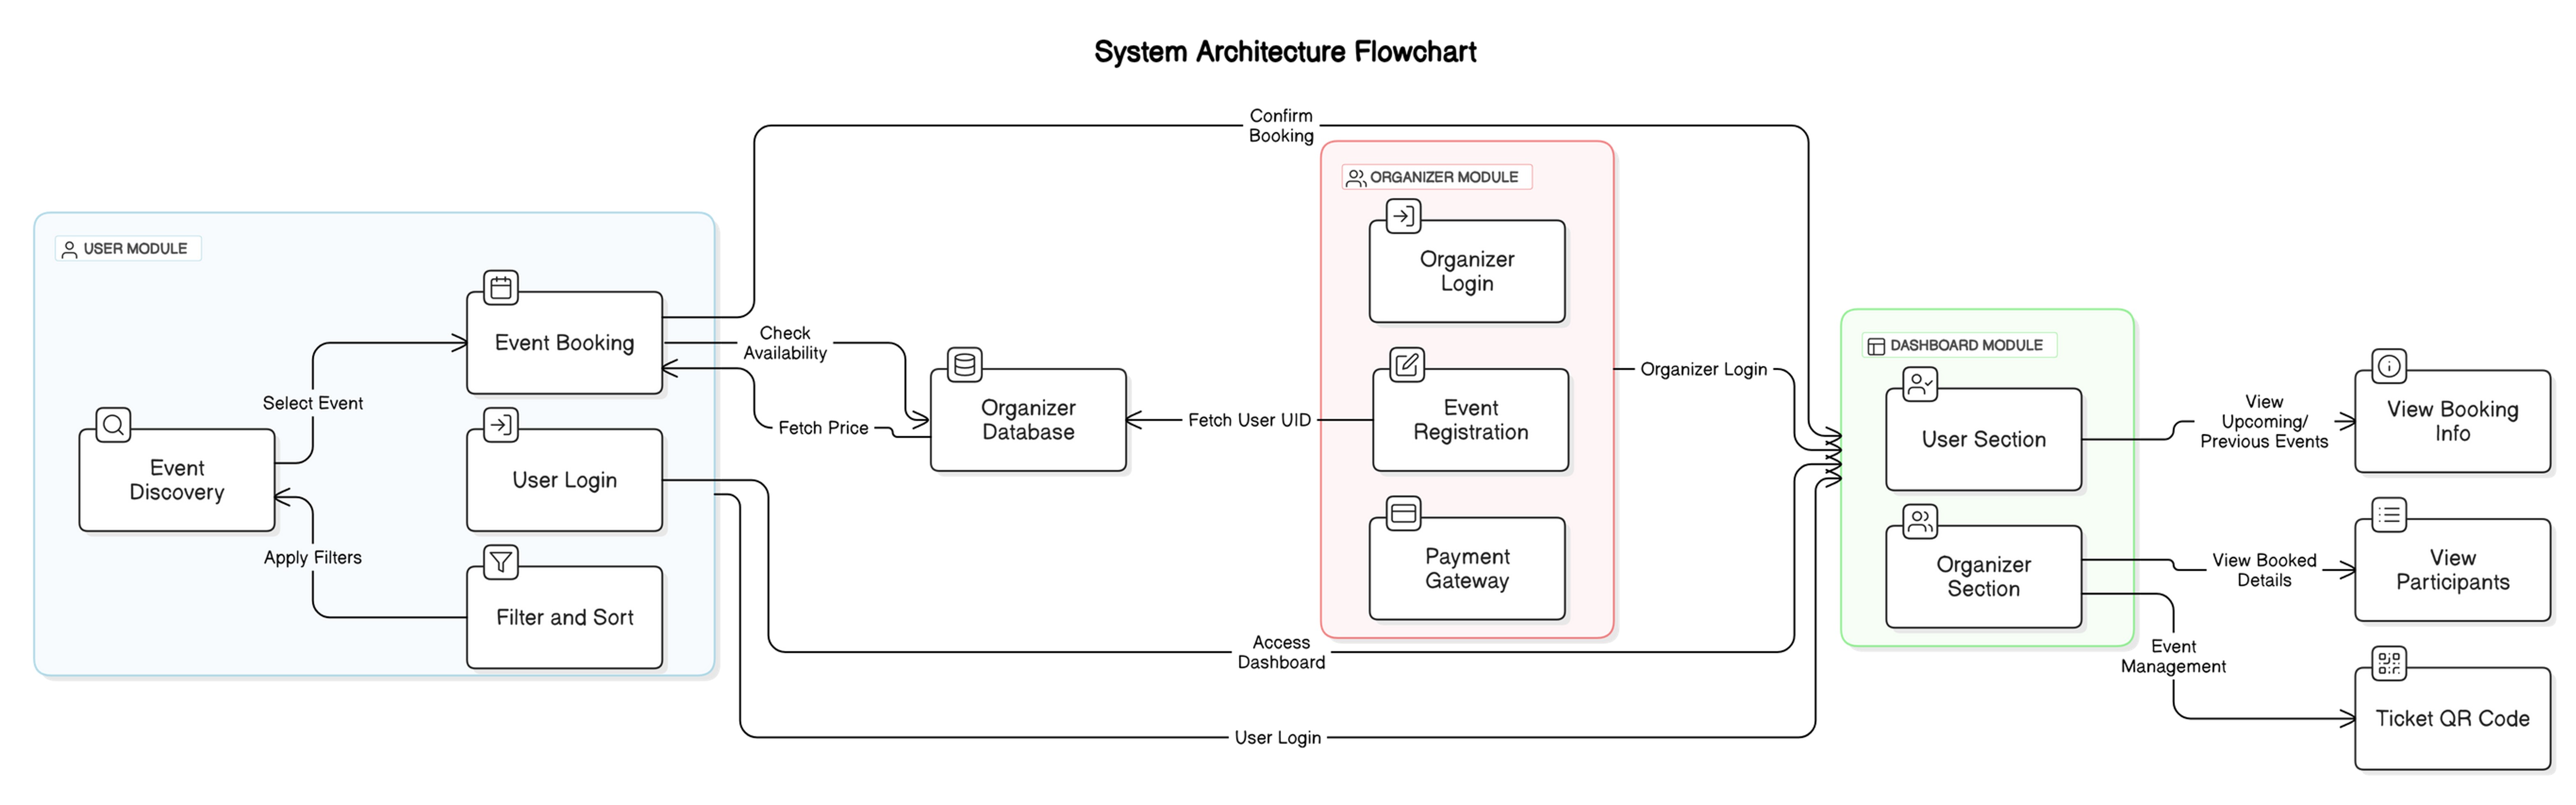 System Architecture Flowchart
Confirm
Booking
ORGANIZER MODULE
Organizer
Login
USER MODULE
Event Booking
Check
Availability
Fetch Price
Select Event
Event
Discovery
User Login
Apply Filters
Filter and Sort
Organizer
Database
Fetch User UID
Event
Registration
Payment
Gateway
Organizer Login
Access
Dashboard
User Login
DASHBOARD MODULE
User Section
Organizer
Section
View
Upcoming/
Previous Events
View Booking
Info
View Booked
Details
View
Participants
Event
Management
Ticket QR Code